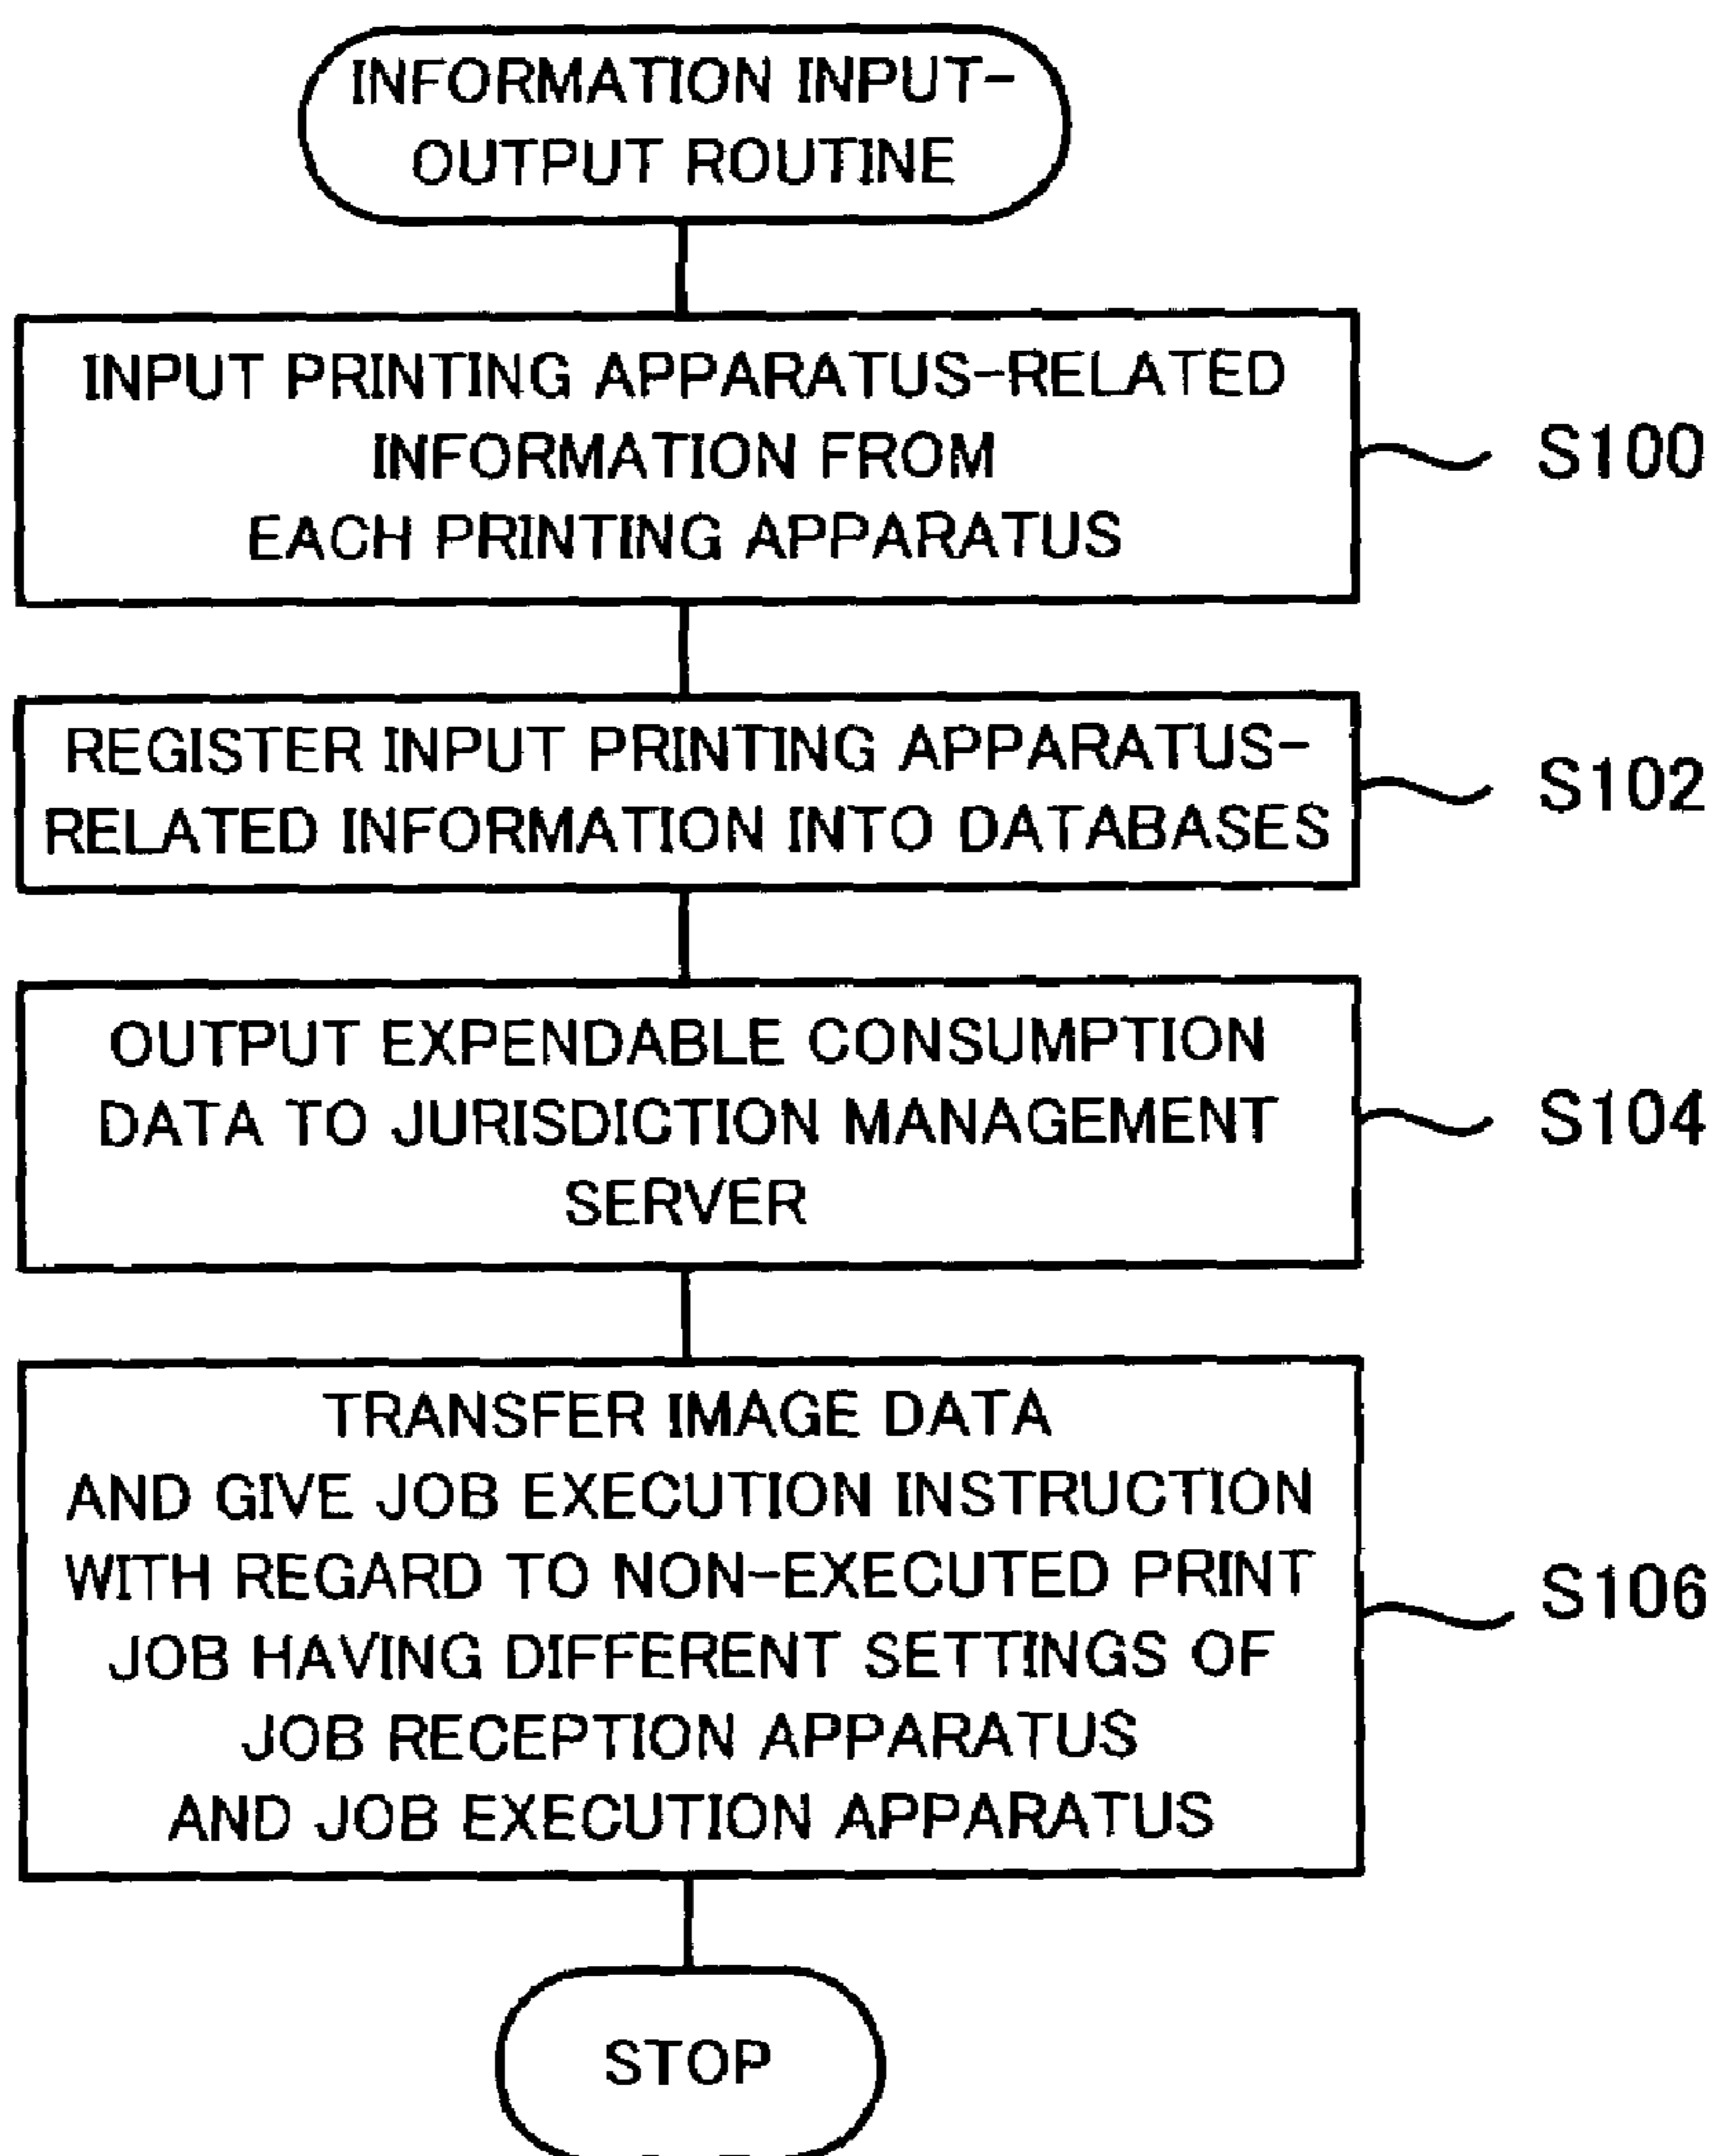 INFORMATION INPUT-
OUTPUT ROUTINE
INPUT PRINTING APPARATUS-RELATED
INFORMATION FROM
EACH PRINTING APPARATUS
S100
REGISTER INPUT PRINTING APPARATUS-
RELATED INFORMATION INTO DATABASES
S102
OUTPUT EXPENDABLE CONSUMPTION
DATA TO JURISDICTION MANAGEMENT
SERVER
S104
TRANSFER IMAGE DATA
AND GIVE JOB EXECUTION INSTRUCTION
WITH REGARD TO NON-EXECUTED PRINT
JOB HAVING DIFFERENT SETTINGS OF
JOB RECEPTION APPARATUS
AND JOB EXECUTION APPARATUS
S106
STOP